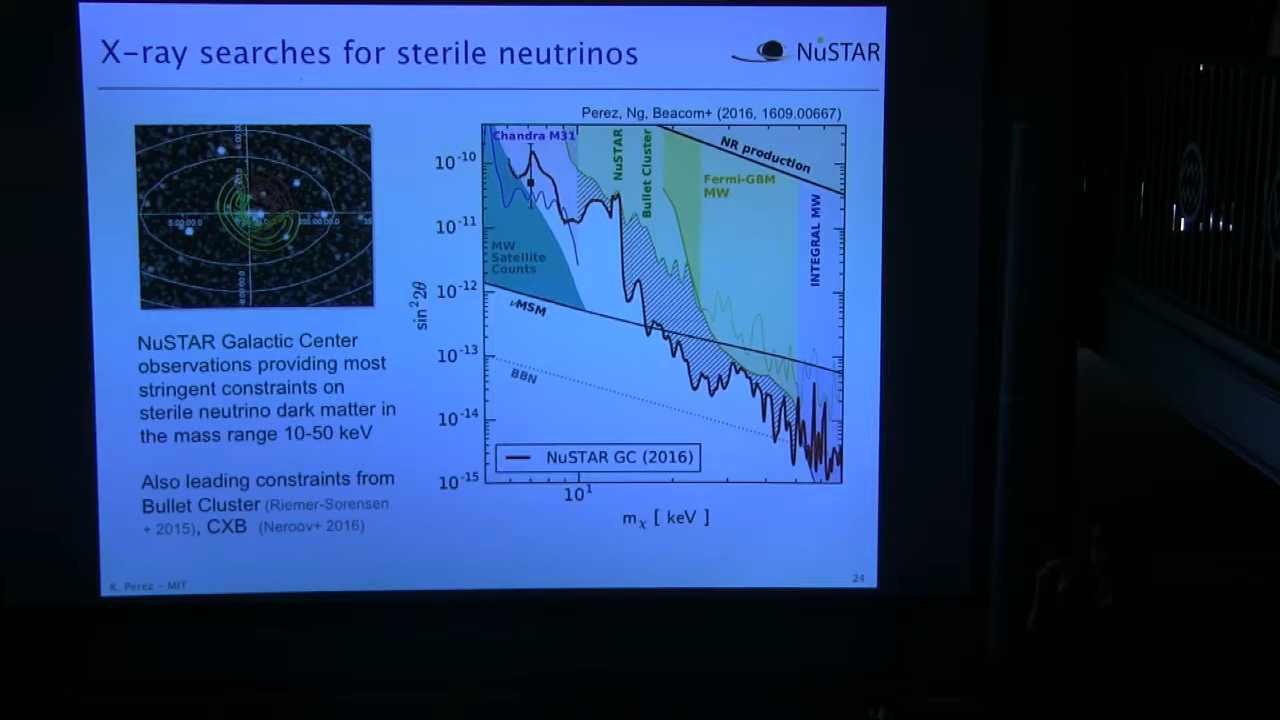 X-ray searches for sterile neutrinos
NuSTAR
Perez, Ng, Beacom+ (2016, 1609.00667)
NuSTAR Galactic Center
observations providing most
stringent constraints on
sterile neutrino dark matter in
the mass range 10-50 keV
Also leading constraints from
Bullet Cluster (Riemer-Sorensen
+ 2015), CXB (Neroov+ 2016)
Chandra M31
NuSTAR
Bullet Cluster
NR production
Fermi-GBM
MW
INTEGRAL MW
MW
Satellite
Counts
νMSM
BBN
NuSTAR GC (2016)
sin²2θ
10⁻¹⁰
10⁻¹¹
10⁻¹²
10⁻¹³
10⁻¹⁴
10⁻¹⁵
10¹
mχ [ keV ]
K. Perez - MIT
24